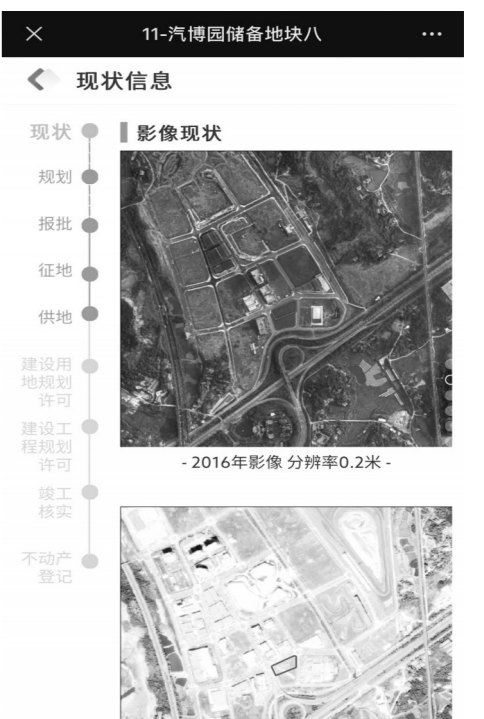 11-汽博园储备地块八
现状信息
现状
影像现状
规划
报批
征地
供地
建设用
地规划
许可
建设工
程规划
许可
- 2016年影像 分辨率0.2米 -
竣工
核实
不动产
登记